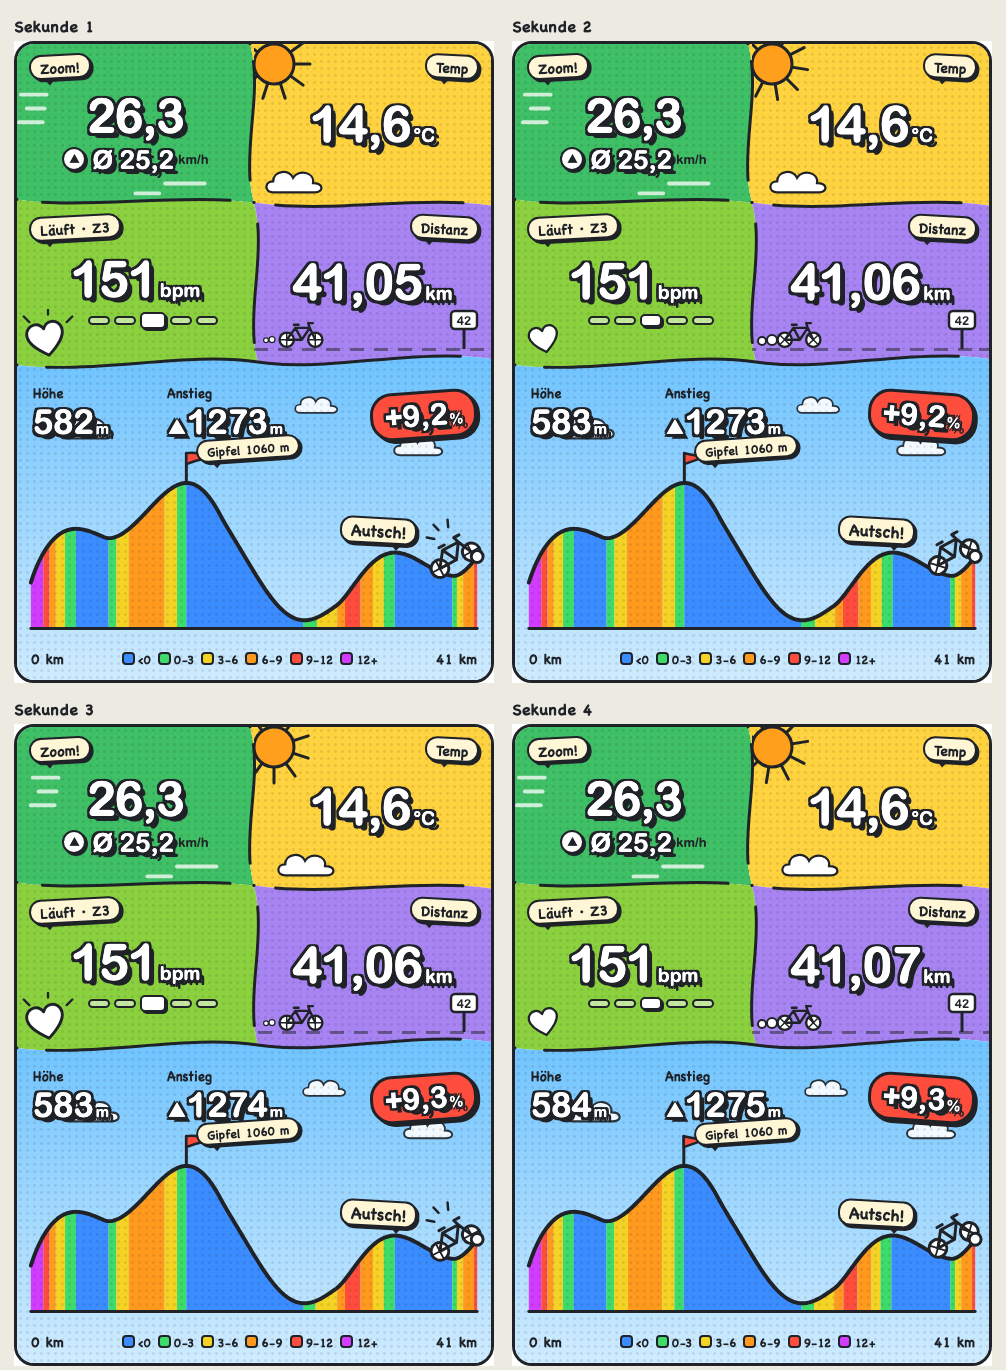 Sekunde 1
Zoom!
Temp
26,3
14,6 °C
Ø 25,2 km/h
Läuft · Z3
Distanz
151 bpm
41,05 km
42
Höhe
Anstieg
582 m
1273 m
+9,2 %
Gipfel 1060 m
Autsch!
0 km
<0
0-3
3-6
6-9
9-12
12+
41 km
Sekunde 2
Zoom!
Temp
26,3
14,6 °C
Ø 25,2 km/h
Läuft · Z3
Distanz
151 bpm
41,06 km
42
Höhe
Anstieg
583 m
1273 m
+9,2 %
Gipfel 1060 m
Autsch!
0 km
<0
0-3
3-6
6-9
9-12
12+
41 km
Sekunde 3
Zoom!
Temp
26,3
14,6 °C
Ø 25,2 km/h
Läuft · Z3
Distanz
151 bpm
41,06 km
42
Höhe
Anstieg
583 m
1274 m
+9,3 %
Gipfel 1060 m
Autsch!
0 km
<0
0-3
3-6
6-9
9-12
12+
41 km
Sekunde 4
Zoom!
Temp
26,3
14,6 °C
Ø 25,2 km/h
Läuft · Z3
Distanz
151 bpm
41,07 km
42
Höhe
Anstieg
584 m
1275 m
+9,3 %
Gipfel 1060 m
Autsch!
0 km
<0
0-3
3-6
6-9
9-12
12+
41 km